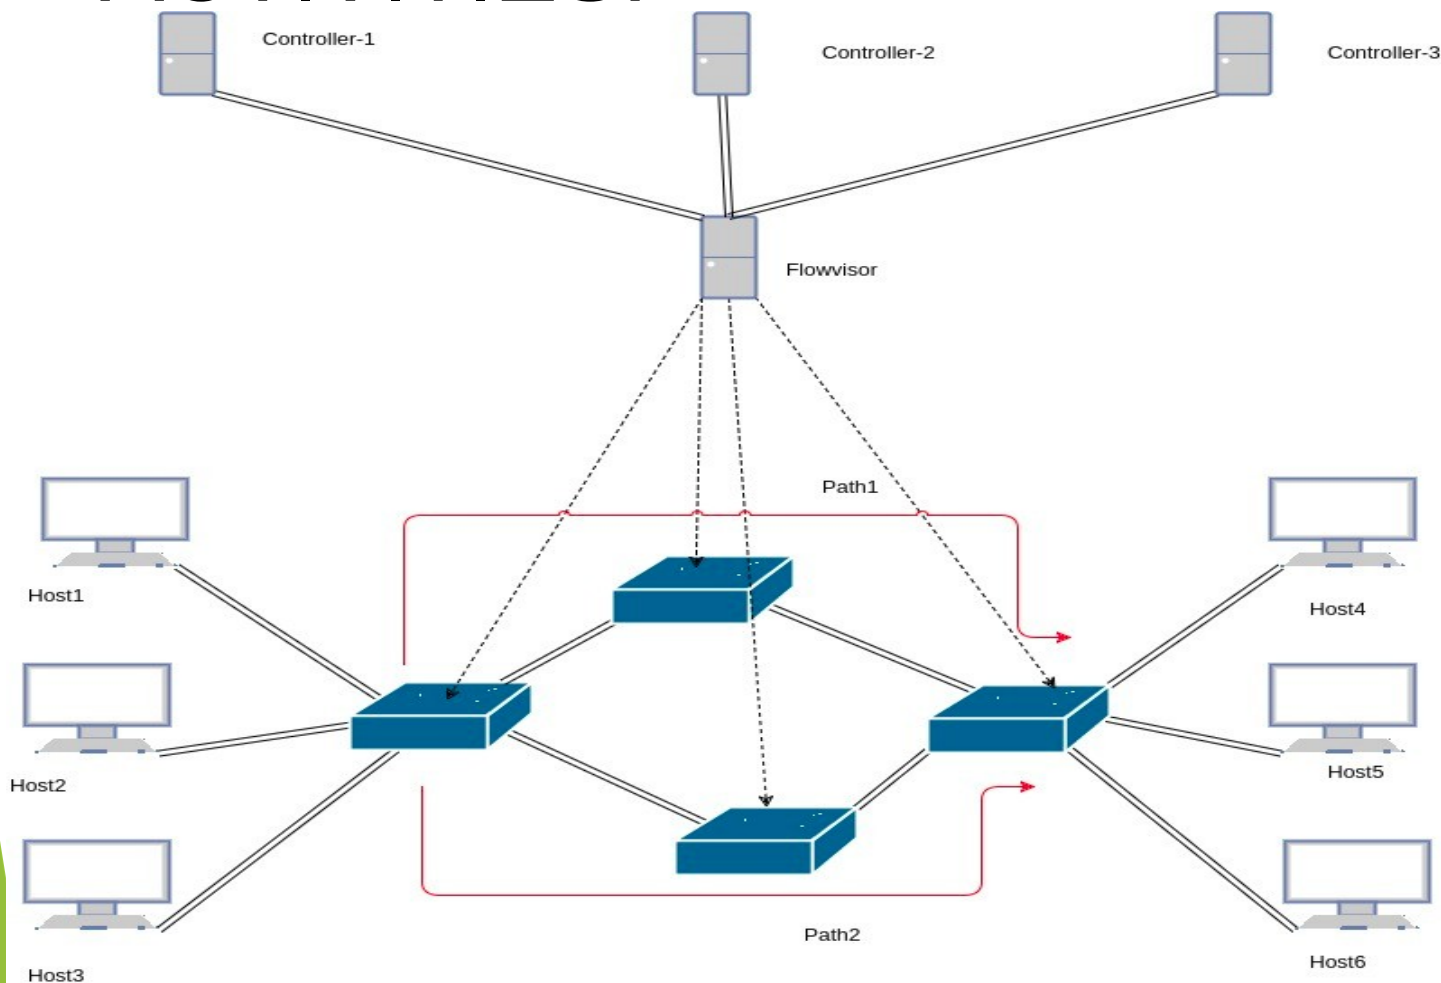 Controller-1
Controller-2
Controller-3
Flowvisor
Path1
Host1
Host4
Host2
Host5
Path2
Host3
Host6